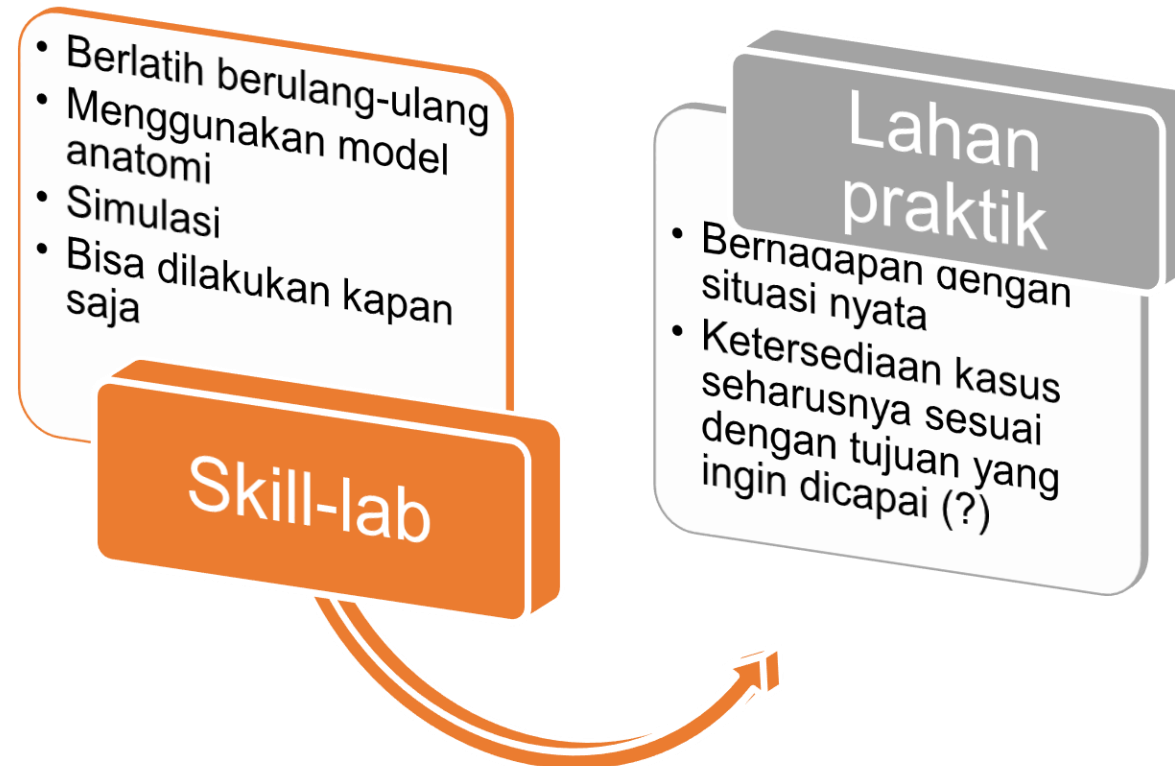 • Berlatih berulang-ulang
• Menggunakan model
anatomi
• Simulasi
• Bisa dilakukan kapan
saja
Skill-lab
Lahan
praktik
• Berhadapan dengan
situasi nyata
• Ketersediaan kasus
seharusnya sesuai
dengan tujuan yang
ingin dicapai (?)